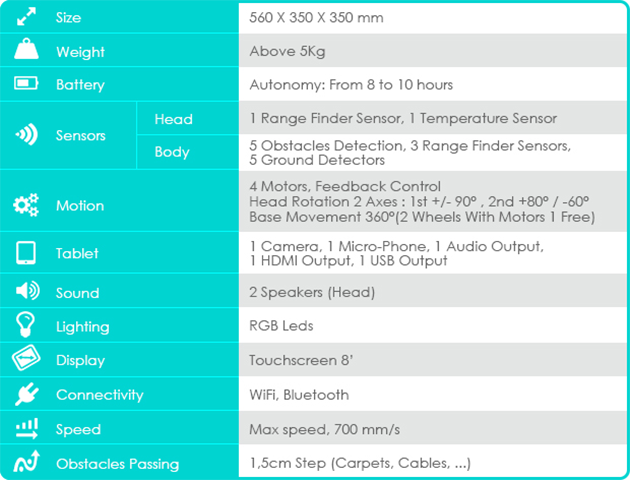 Size
560 X 350 X 350 mm
Weight
Above 5Kg
Battery
Autonomy: From 8 to 10 hours
Sensors
Head
1 Range Finder Sensor, 1 Temperature Sensor
Body
5 Obstacles Detection, 3 Range Finder Sensors,
5 Ground Detectors
Motion
4 Motors, Feedback Control
Head Rotation 2 Axes : 1st +/- 90º , 2nd +80º / -60º
Base Movement 360º(2 Wheels With Motors 1 Free)
Tablet
1 Camera, 1 Micro-Phone, 1 Audio Output,
1 HDMI Output, 1 USB Output
Sound
2 Speakers (Head)
Lighting
RGB Leds
Display
Touchscreen 8'
Connectivity
WiFi, Bluetooth
Speed
Max speed, 700 mm/s
Obstacles Passing
1,5cm Step (Carpets, Cables, ...)